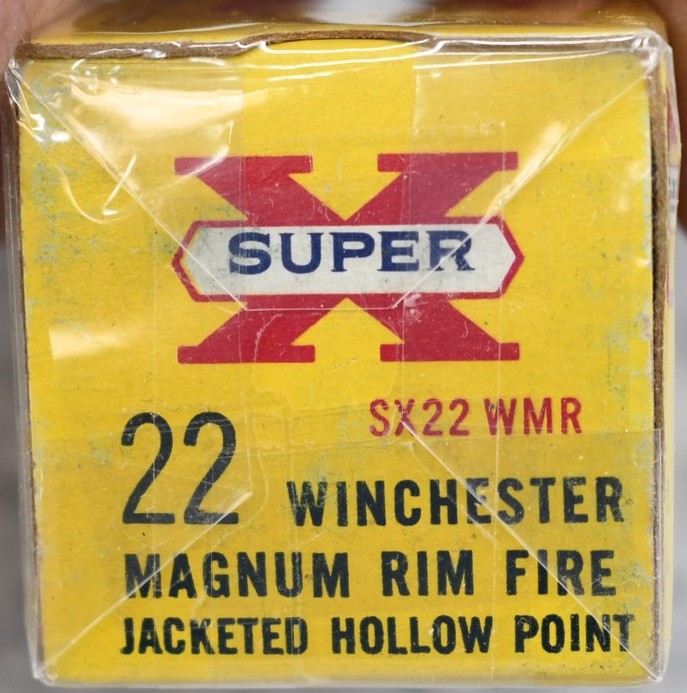 X
SUPER
SX22 WMR
22 WINCHESTER
MAGNUM RIM FIRE
JACKETED HOLLOW POINT